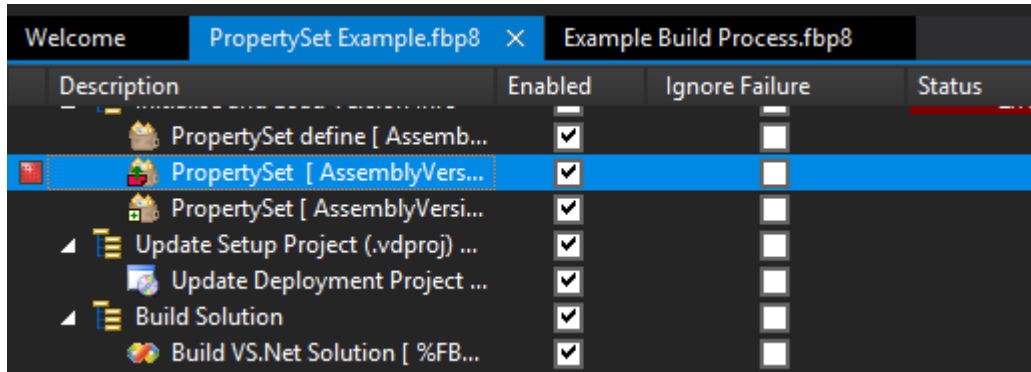 Welcome PropertySet Example.fbp8 Example Build Process.fbp8
Description Enabled Ignore Failure Status
PropertySet define [ Assemb...
PropertySet [ AssemblyVers...
PropertySet [ AssemblyVersi...
Update Setup Project (.vdproj) ...
Update Deployment Project ...
Build Solution
Build VS.Net Solution [ %FB...